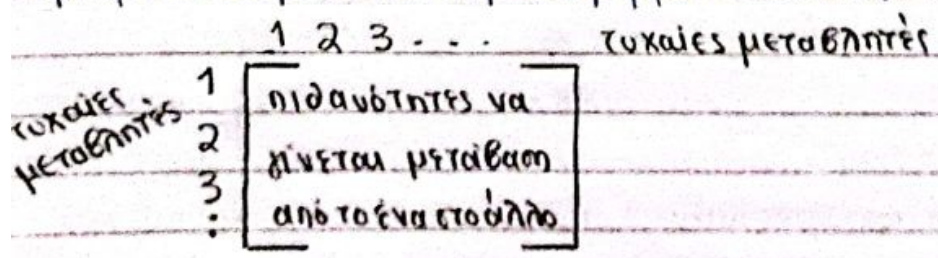 1 2 3 . . . τυχαίες μεταβλητές
τυχαίες
μεταβλητές
1
πιθανότητες να
2
γίνεται μετάβαση
3
από το ένα στο άλλο